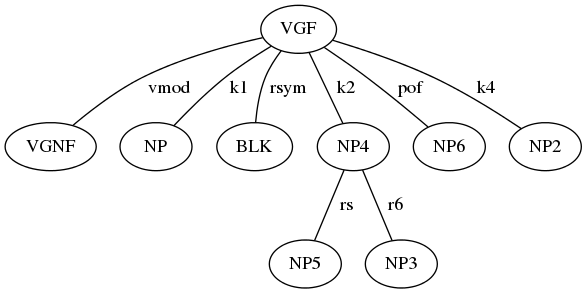 VGF
vmod k1 rsym k2 pof k4
VGNF NP BLK NP4 NP6 NP2
rs r6
NP5 NP3